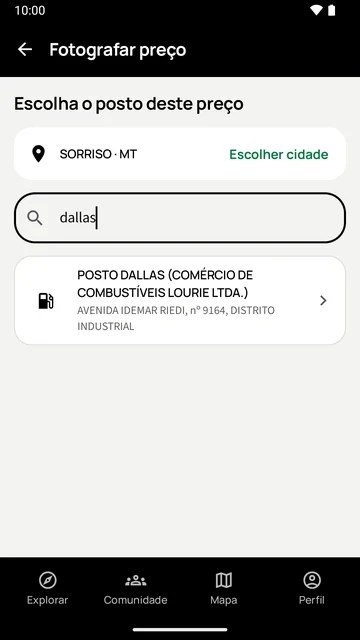 10:00
Fotografar preço
Escolha o posto deste preço
SORRISO · MT
Escolher cidade
dallas
POSTO DALLAS (COMÉRCIO DE
COMBUSTÍVEIS LOURIE LTDA.)
AVENIDA IDEMAR RIEDI, nº 9164, DISTRITO
INDUSTRIAL
Explorar
Comunidade
Mapa
Perfil